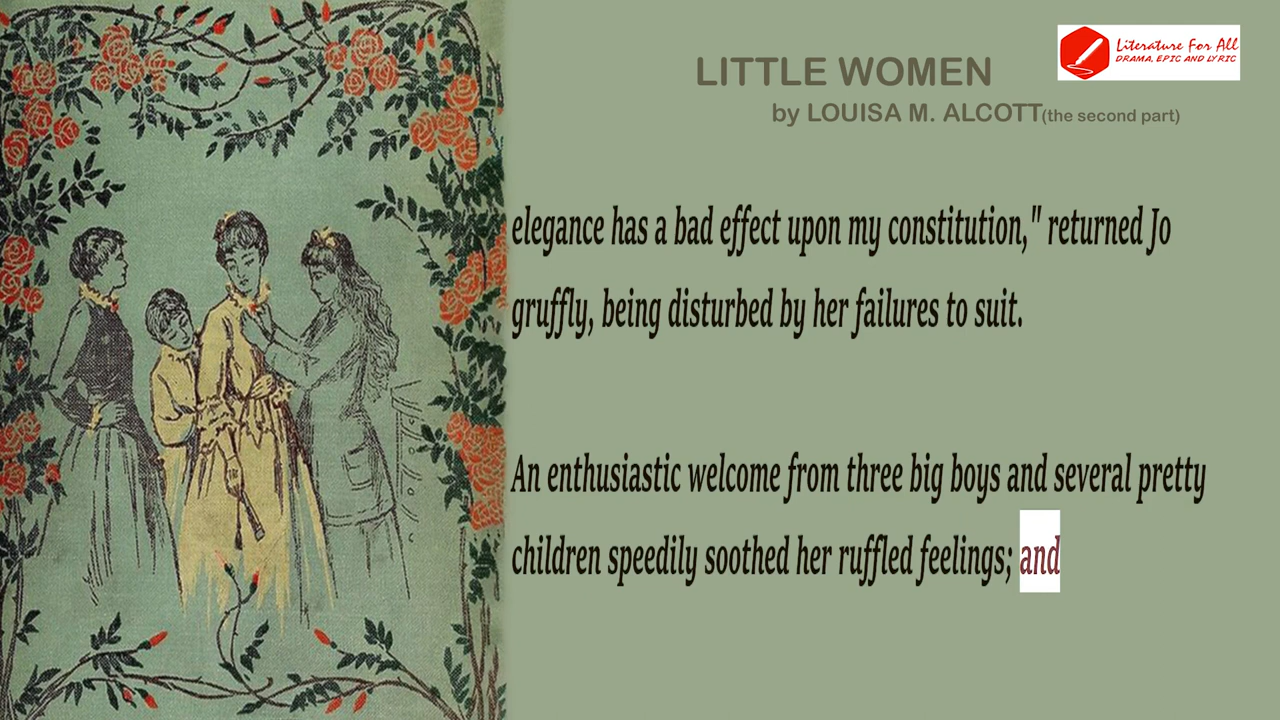 LITTLE WOMEN
by LOUISA M. ALCOTT(the second part)
Literature For All
DRAMA, EPIC AND LYRIC
elegance has a bad effect upon my constitution," returned Jo
gruffly, being disturbed by her failures to suit.
An enthusiastic welcome from three big boys and several pretty
children speedily soothed her ruffled feelings; and